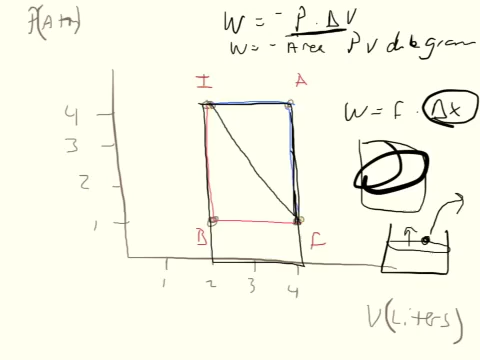 P(Atm)
W = - P · ΔV
W = - Area PV diagram
I
A
W = F · Δx
4
3
2
1
B
F
1
2
3
4
V(Liters)